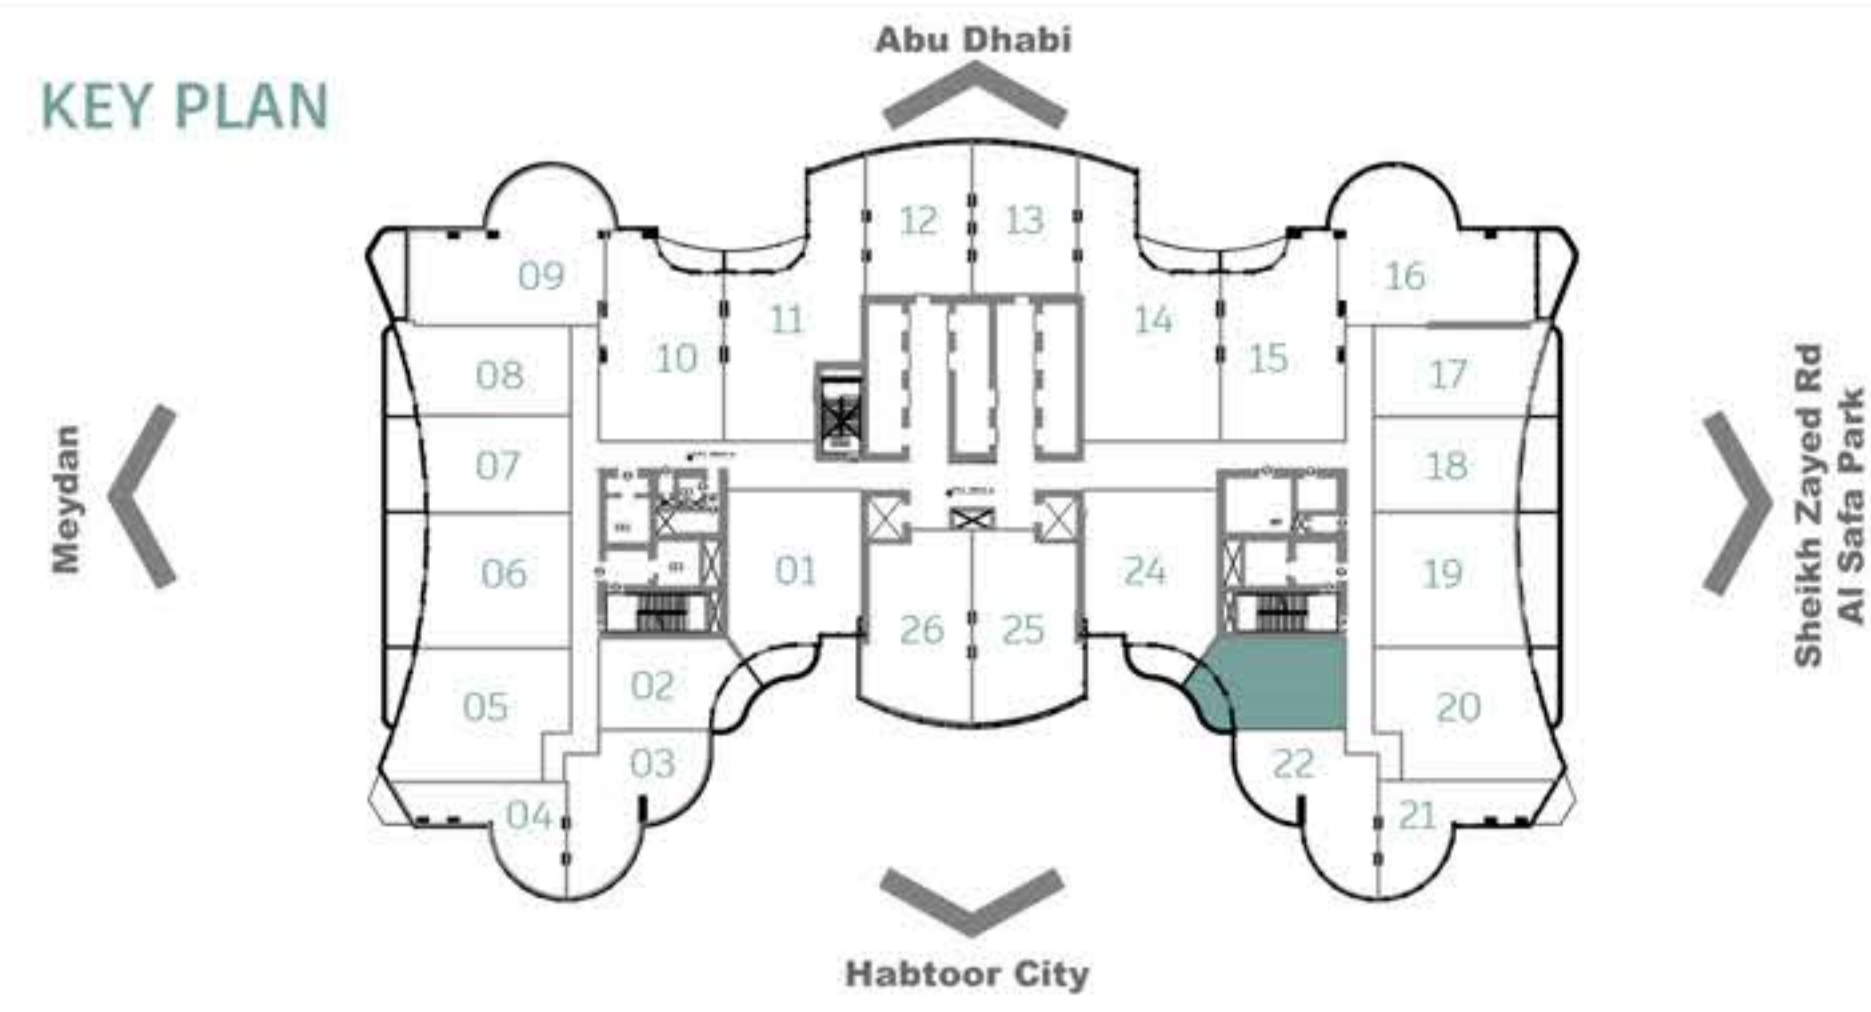 Abu Dhabi
KEY PLAN
12 13
09 16
11 14
10 15
08 17
07 18
Meydan
Sheikh Zayed Rd
Al Safa Park
06 01 24 19
26 25
02
05 20
03 22
04 21
Habtoor City